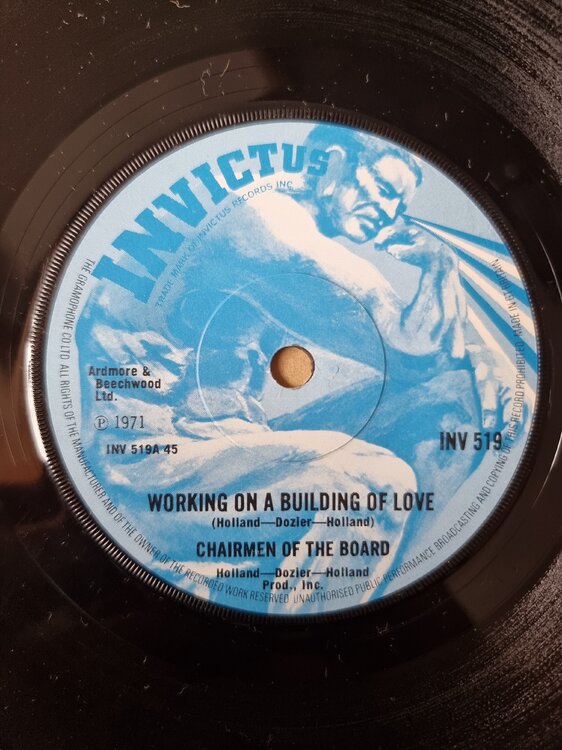 INVICTUS
TRADE MARK OF INVICTUS RECORDS INC.
THE GRAMOPHONE CO LTD. ALL RIGHTS OF THE MANUFACTURER AND OF THE OWNER OF THE RECORDED WORK RESERVED. UNAUTHORISED PUBLIC PERFORMANCE BROADCASTING AND COPYING OF THIS RECORD PROHIBITED. MADE IN GT. BRITAIN
Ardmore &
Beechwood
Ltd.
℗ 1971
INV 519A 45
INV 519
WORKING ON A BUILDING OF LOVE
(Holland—Dozier—Holland)
CHAIRMEN OF THE BOARD
Holland—Dozier—Holland
Prod., Inc.